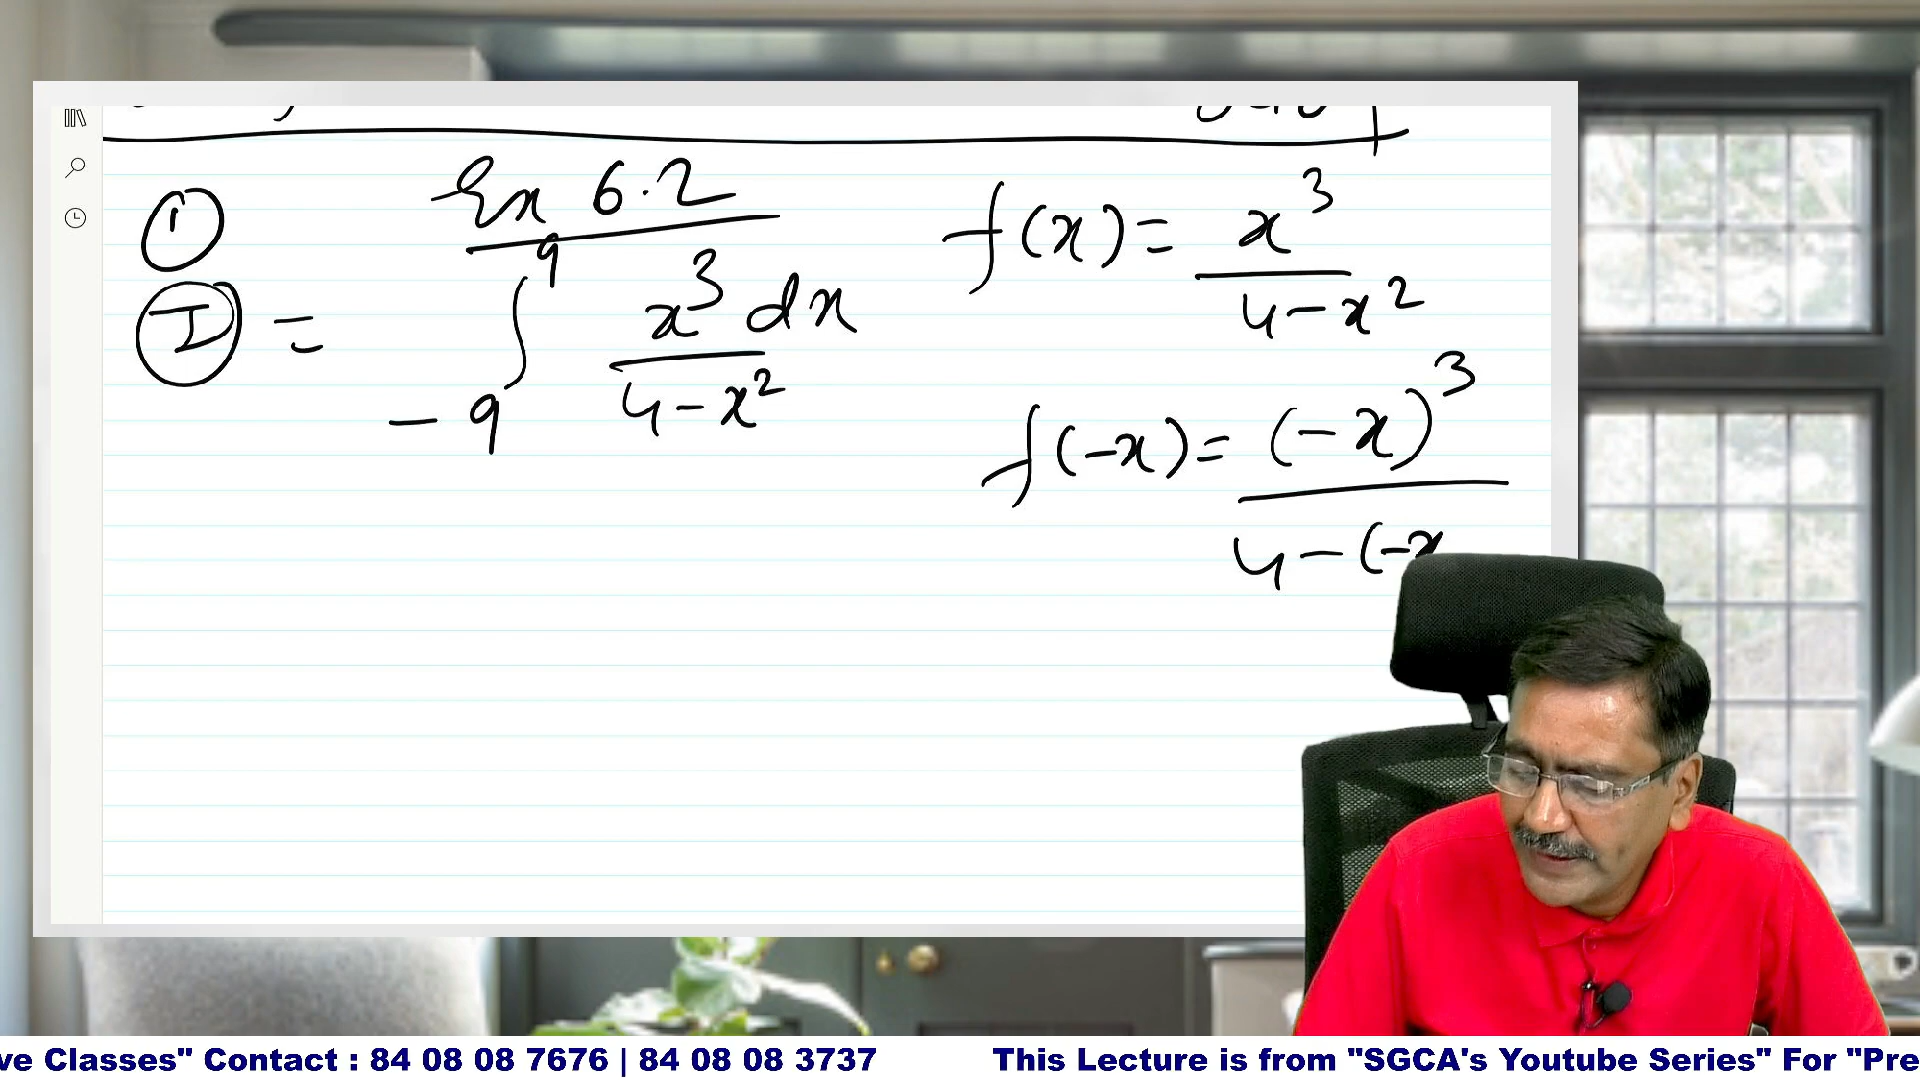 Ex 6.2
①
I = ∫ 9 -9 x³ dx / 4-x²
f(x) = x³ / 4-x²
f(-x) = (-x)³ / 4-(-x
ve Classes" Contact : 84 08 08 7676 | 84 08 08 3737 This Lecture is from "SGCA's Youtube Series" For "Pre